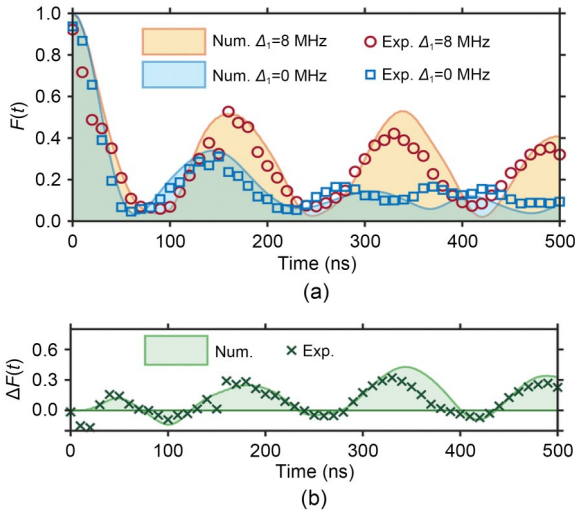 1.0
0.8
0.6
0.4
0.2
0.0
F(t)
Num. Δ₁=8 MHz
Exp. Δ₁=8 MHz
Num. Δ₁=0 MHz
Exp. Δ₁=0 MHz
0 100 200 300 400 500
Time (ns)
(a)
0.6
0.3
0.0
ΔF(t)
Num.
Exp.
0 100 200 300 400 500
Time (ns)
(b)